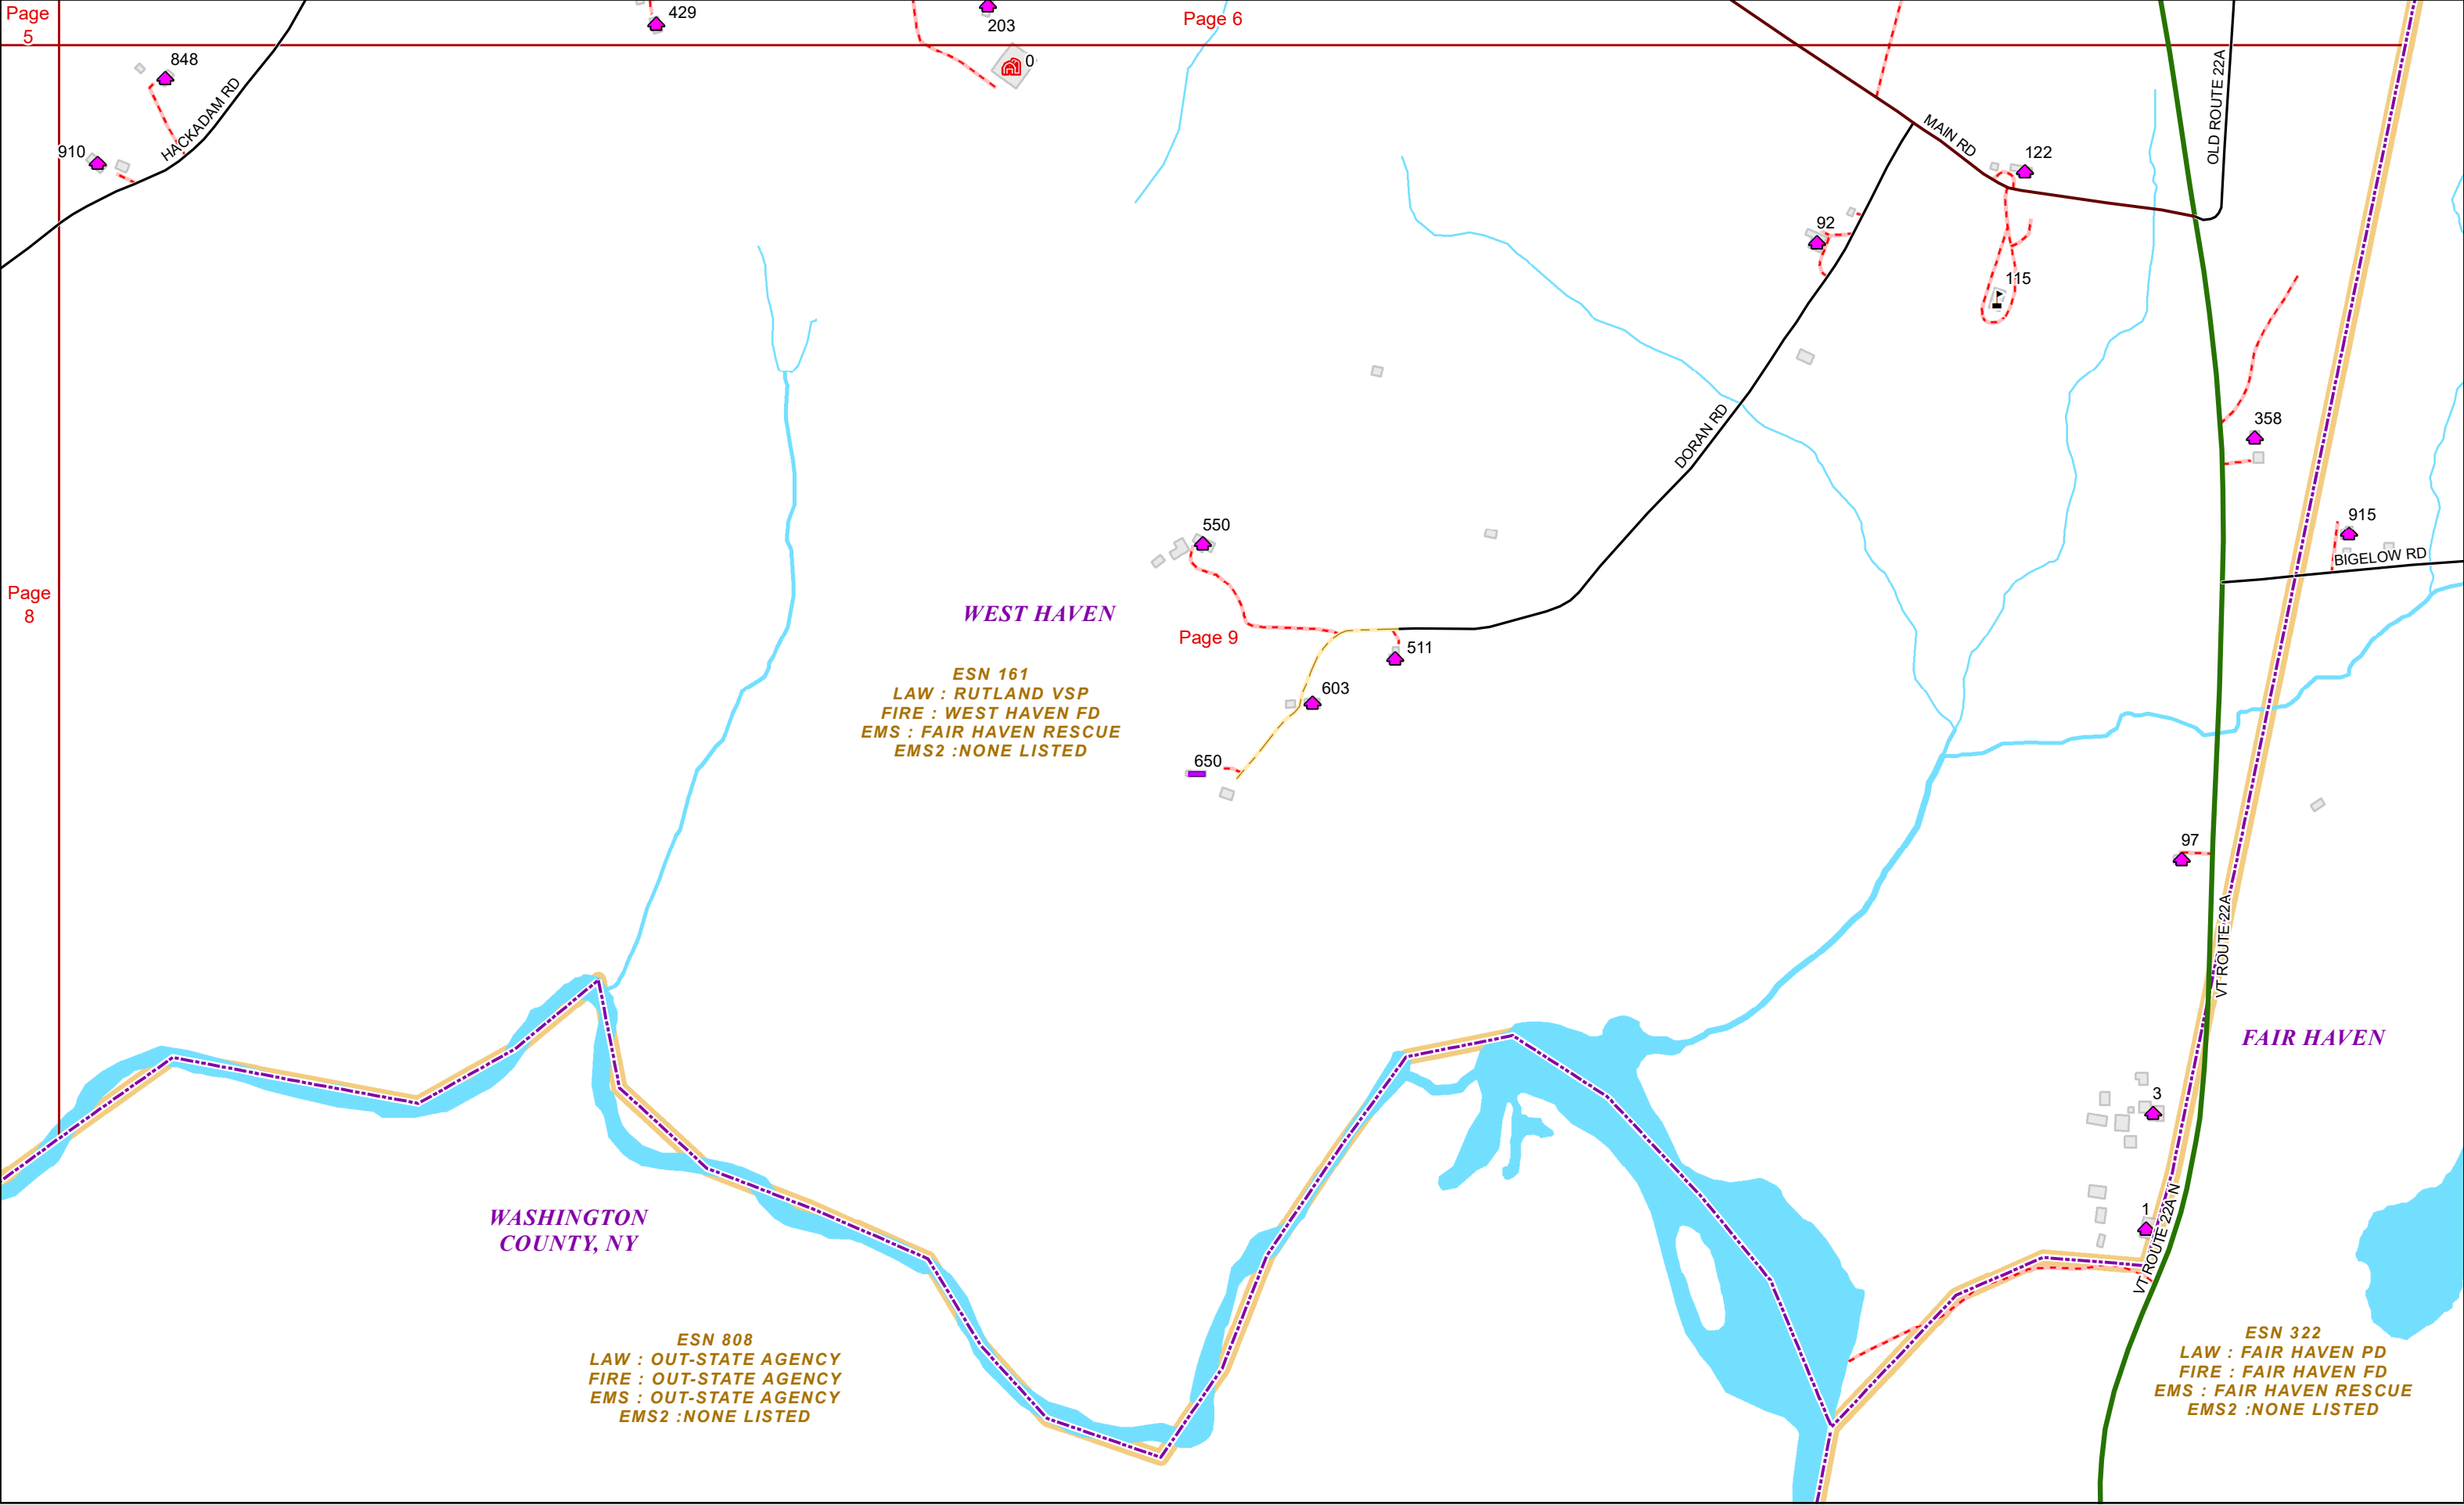 Page
5
429
203
Page 6
848
0
HACKADAM RD
910
OLD ROUTE 22A
MAIN RD
122
92
115
358
DORAN RD
915
550
BIGELOW RD
Page
8
WEST HAVEN
Page 9
511
ESN 161
LAW : RUTLAND VSP
FIRE : WEST HAVEN FD
EMS : FAIR HAVEN RESCUE
EMS2 :NONE LISTED
603
650
97
VT ROUTE 22A
FAIR HAVEN
3
1
VT ROUTE 22A N
WASHINGTON
COUNTY, NY
ESN 808
LAW : OUT-STATE AGENCY
FIRE : OUT-STATE AGENCY
EMS : OUT-STATE AGENCY
EMS2 :NONE LISTED
ESN 322
LAW : FAIR HAVEN PD
FIRE : FAIR HAVEN FD
EMS : FAIR HAVEN RESCUE
EMS2 :NONE LISTED